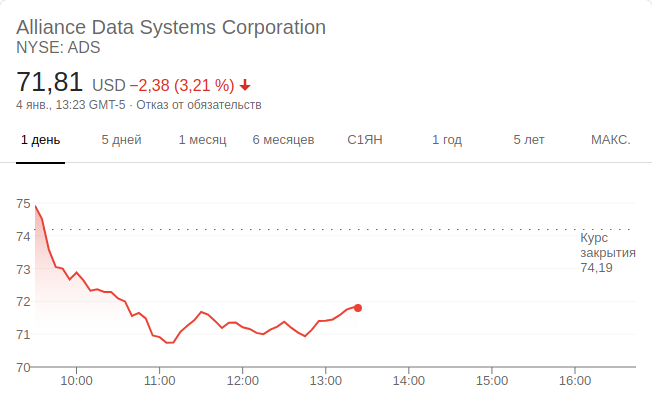 Alliance Data Systems Corporation
NYSE: ADS
71,81 USD −2,38 (3,21 %)
4 янв., 13:23 GMT-5 · Отказ от обязательств
1 день 5 дней 1 месяц 6 месяцев С1ЯН 1 год 5 лет МАКС.
75
74
Курс
закрытия
74,19
73
72
71
70
10:00 11:00 12:00 13:00 14:00 15:00 16:00